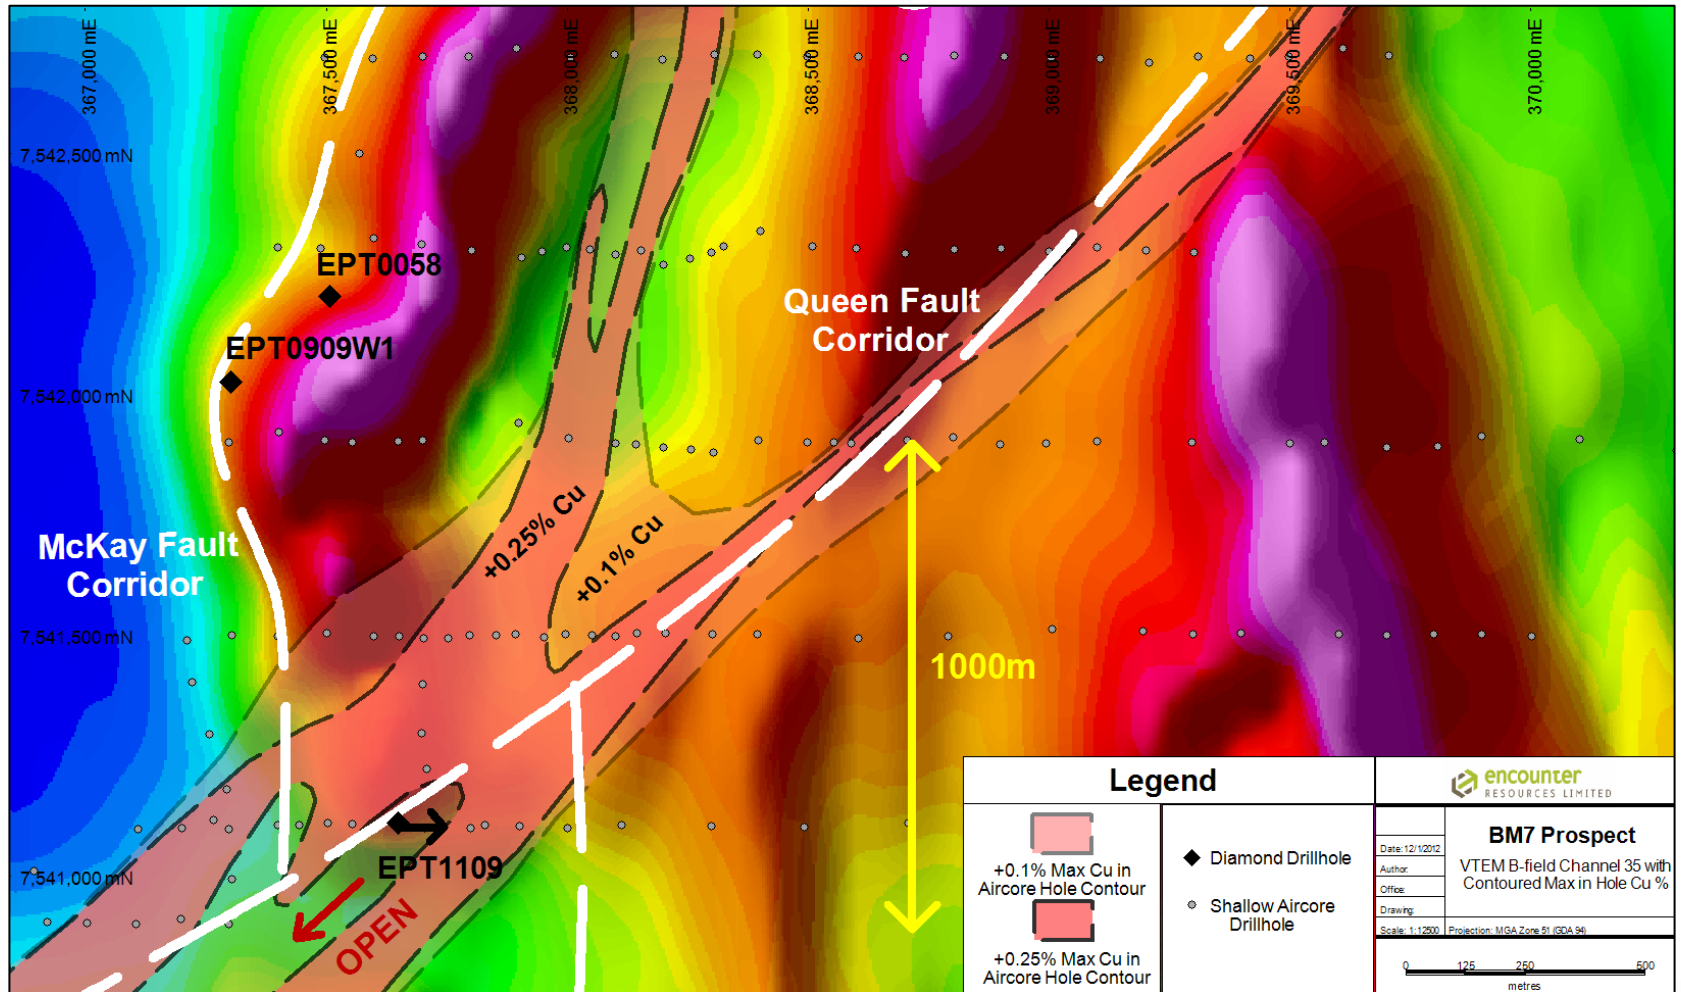 367,000 mE
367,500 mE
368,000 mE
368,500 mE
369,000 mE
369,500 mE
370,000 mE
7,542,500 mN
EPT0058
Queen Fault
Corridor
EPT0909W1
7,542,000 mN
+0.25% Cu
+0.1% Cu
McKay Fault
Corridor
7,541,500 mN
1000m
EPT1109
7,541,000 mN
OPEN
Legend
+0.1% Max Cu in
Aircore Hole Contour
+0.25% Max Cu in
Aircore Hole Contour
Diamond Drillhole
Shallow Aircore
Drillhole
encounter
RESOURCES LIMITED
Date: 12/1/2012
Author:
Office:
Drawing:
Scale: 1:12500
BM7 Prospect
VTEM B-field Channel 35 with
Contoured Max in Hole Cu %
Projection: MGA Zone 51 (GDA 94)
0 125 250 500
metres